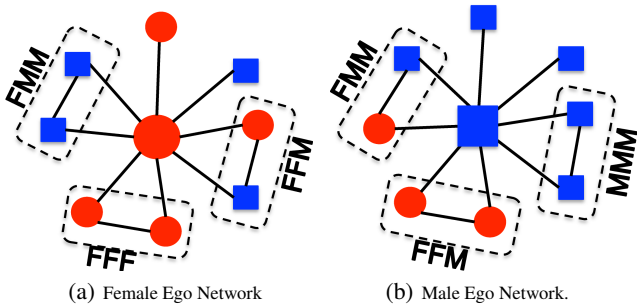 FMM
FFM
FFF
(a) Female Ego Network
FMM
MMM
FFM
(b) Male Ego Network.